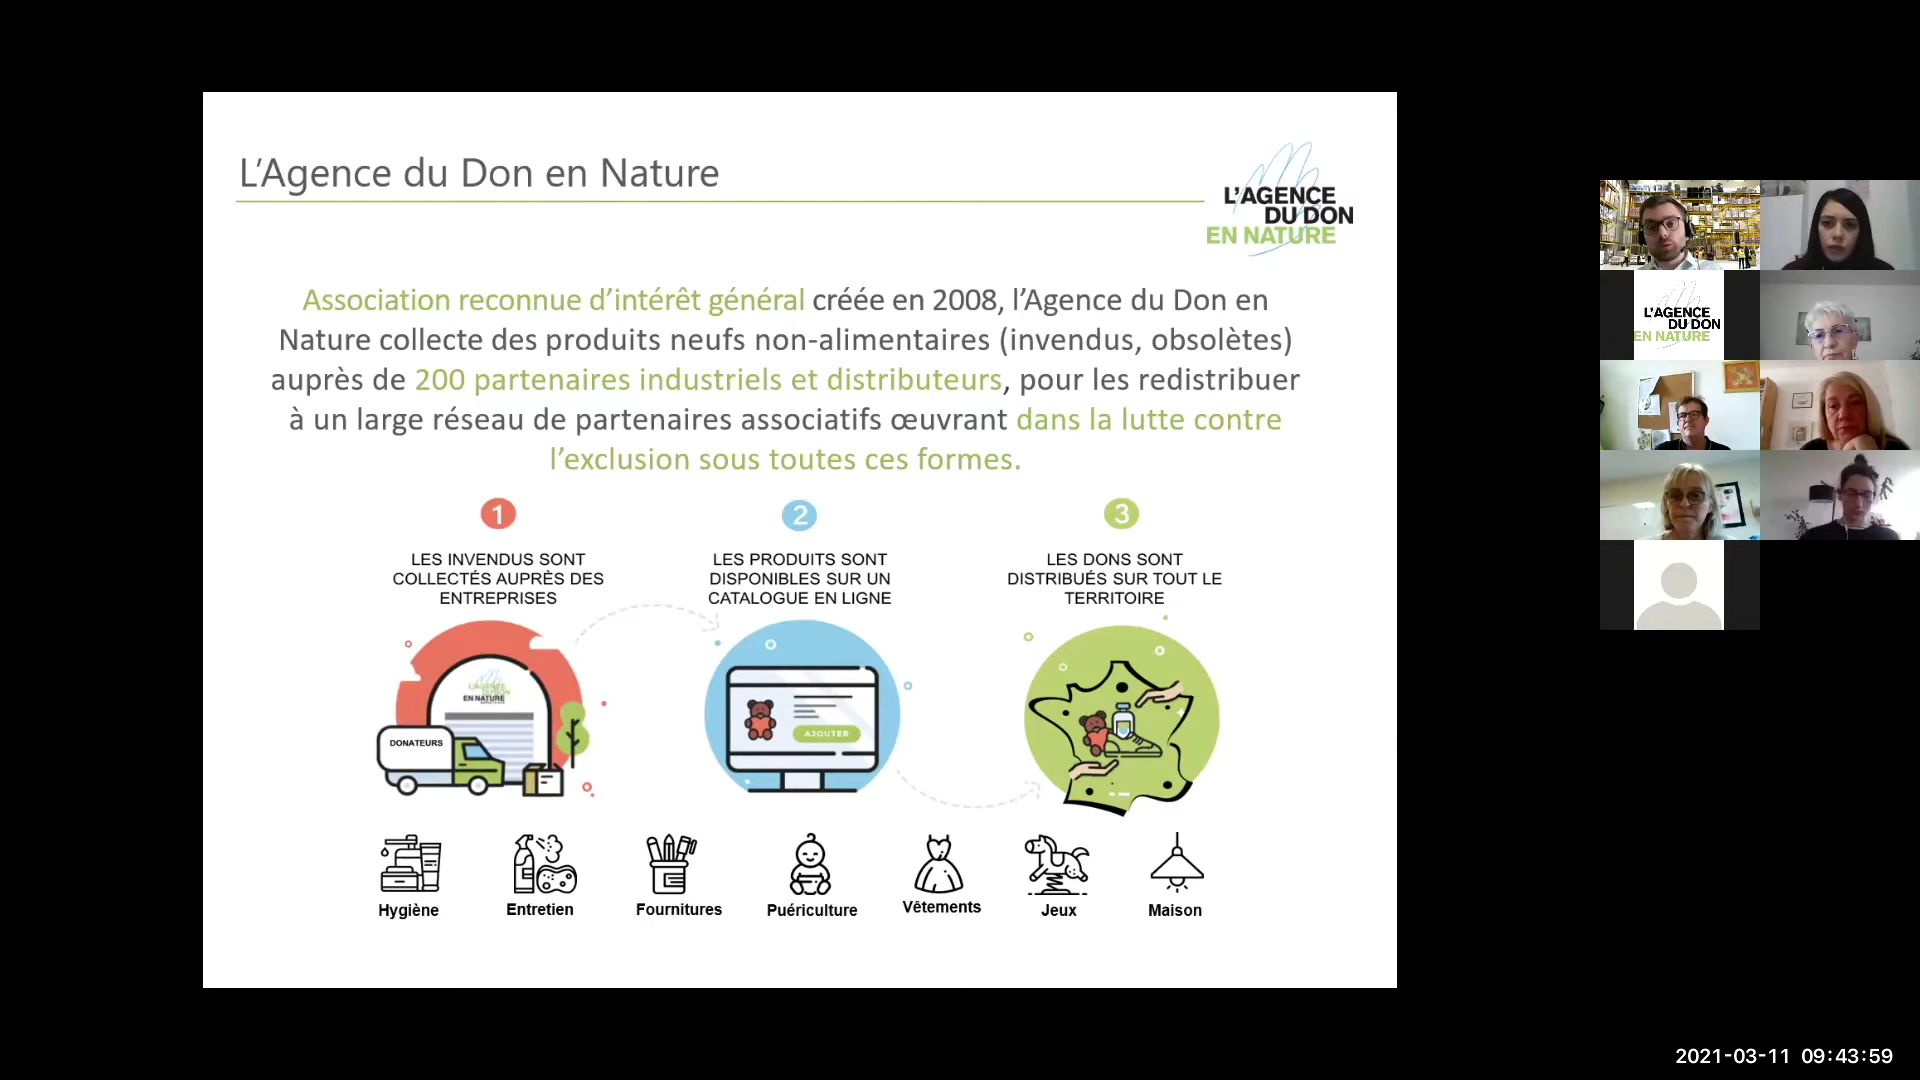 L'Agence du Don en Nature
L'AGENCE
DU DON
EN NATURE
Association reconnue d'intérêt général créée en 2008, l'Agence du Don en
Nature collecte des produits neufs non-alimentaires (invendus, obsolètes)
auprès de 200 partenaires industriels et distributeurs, pour les redistribuer
à un large réseau de partenaires associatifs œuvrant dans la lutte contre
l'exclusion sous toutes ces formes.
1
LES INVENDUS SONT
COLLECTÉS AUPRÈS DES
ENTREPRISES
2
LES PRODUITS SONT
DISPONIBLES SUR UN
CATALOGUE EN LIGNE
3
LES DONS SONT
DISTRIBUÉS SUR TOUT LE
TERRITOIRE
L'AGENCE
DU DON
EN NATURE
DONATEURS
AJOUTER
Hygiène
Entretien
Fournitures
Puériculture
Vêtements
Jeux
Maison
L'AGENCE
DU DON
EN NATURE
2021-03-11 09:43:59